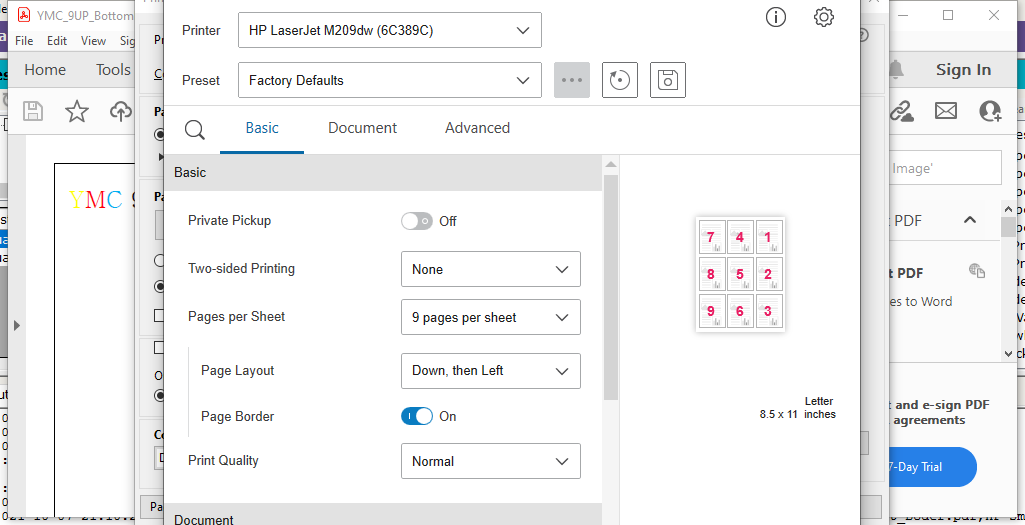 YMC_9UP_Bottom
File Edit View Sig
Home Tools
YMC 9
Printer HP LaserJet M209dw (6C389C)
Preset Factory Defaults
Basic Document Advanced
Basic
Private Pickup Off
Two-sided Printing None
Pages per Sheet 9 pages per sheet
Page Layout Down, then Left
Page Border On
Print Quality Normal
Document
7 4 1
8 5 2
9 6 3
Letter
8.5 x 11 inches
Sign In
Image'
PDF
t PDF
es to Word
t and e-sign PDF
agreements
7-Day Trial